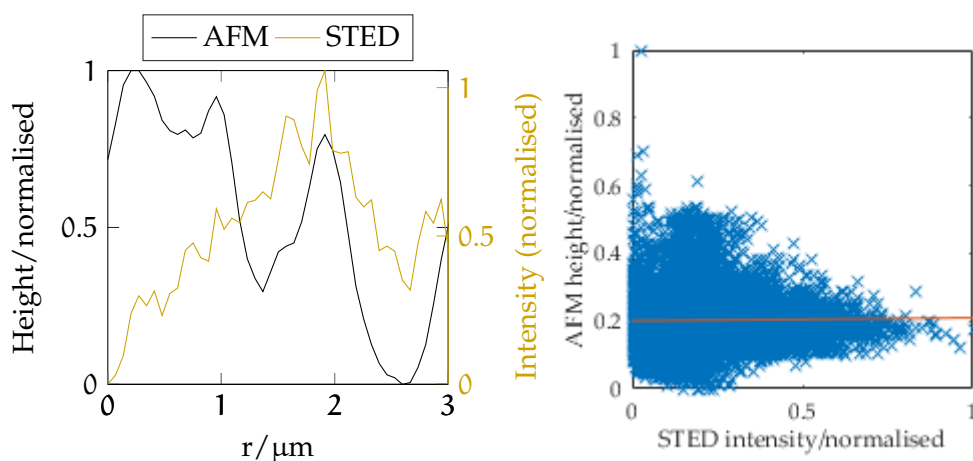 AFM STED
1
0.5
0
Height/normalised
0 1 2 3
r/μm
1
0.5
0
Intensity (normalised)
1
0.8
0.6
0.4
0.2
0
AFM height/normalised
0 0.5 1
STED intensity/normalised